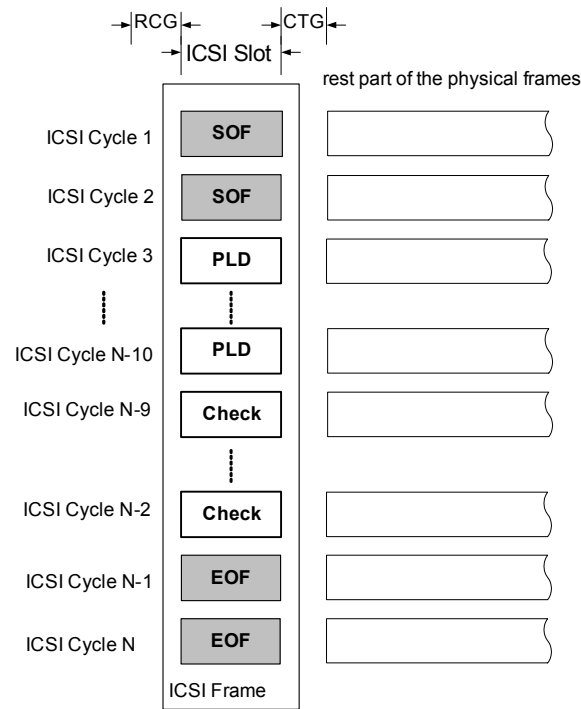 RCG
CTG
ICSI Slot
rest part of the physical frames
ICSI Cycle 1
SOF
ICSI Cycle 2
SOF
ICSI Cycle 3
PLD
ICSI Cycle N-10
PLD
ICSI Cycle N-9
Check
ICSI Cycle N-2
Check
ICSI Cycle N-1
EOF
ICSI Cycle N
EOF
ICSI Frame